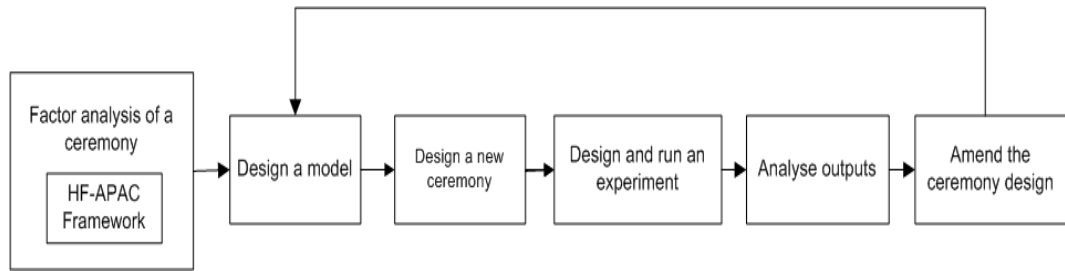 Factor analysis of a
ceremony
HF-APAC
Framework
Design a model
Design a new
ceremony
Design and run an
experiment
Analyse outputs
Amend the
ceremony design